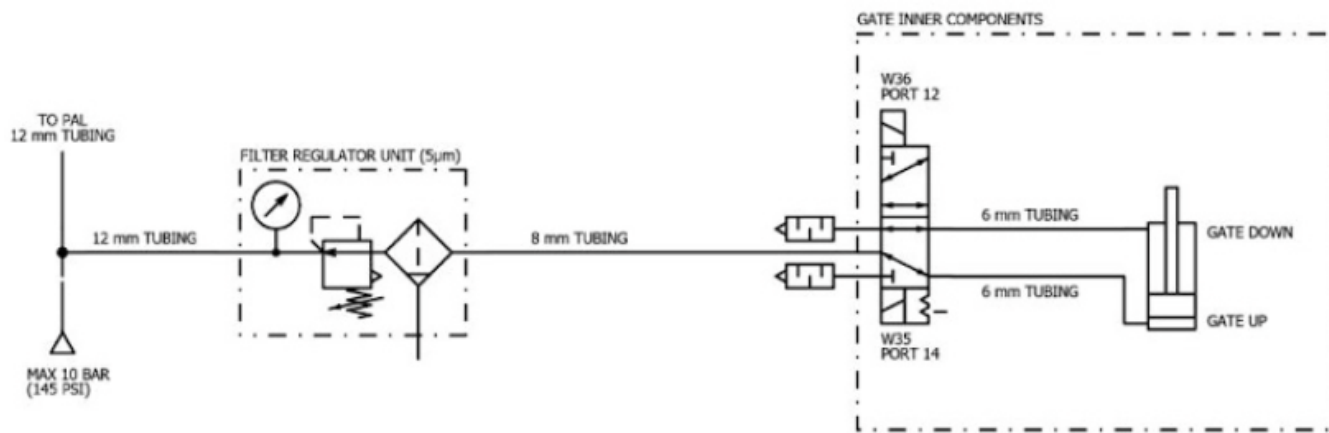 GATE INNER COMPONENTS
W36
PORT 12
TO PAL
12 mm TUBING
FILTER REGULATOR UNIT (5µm)
12 mm TUBING
8 mm TUBING
6 mm TUBING
GATE DOWN
6 mm TUBING
GATE UP
W35
PORT 14
MAX 10 BAR
(145 PSI)